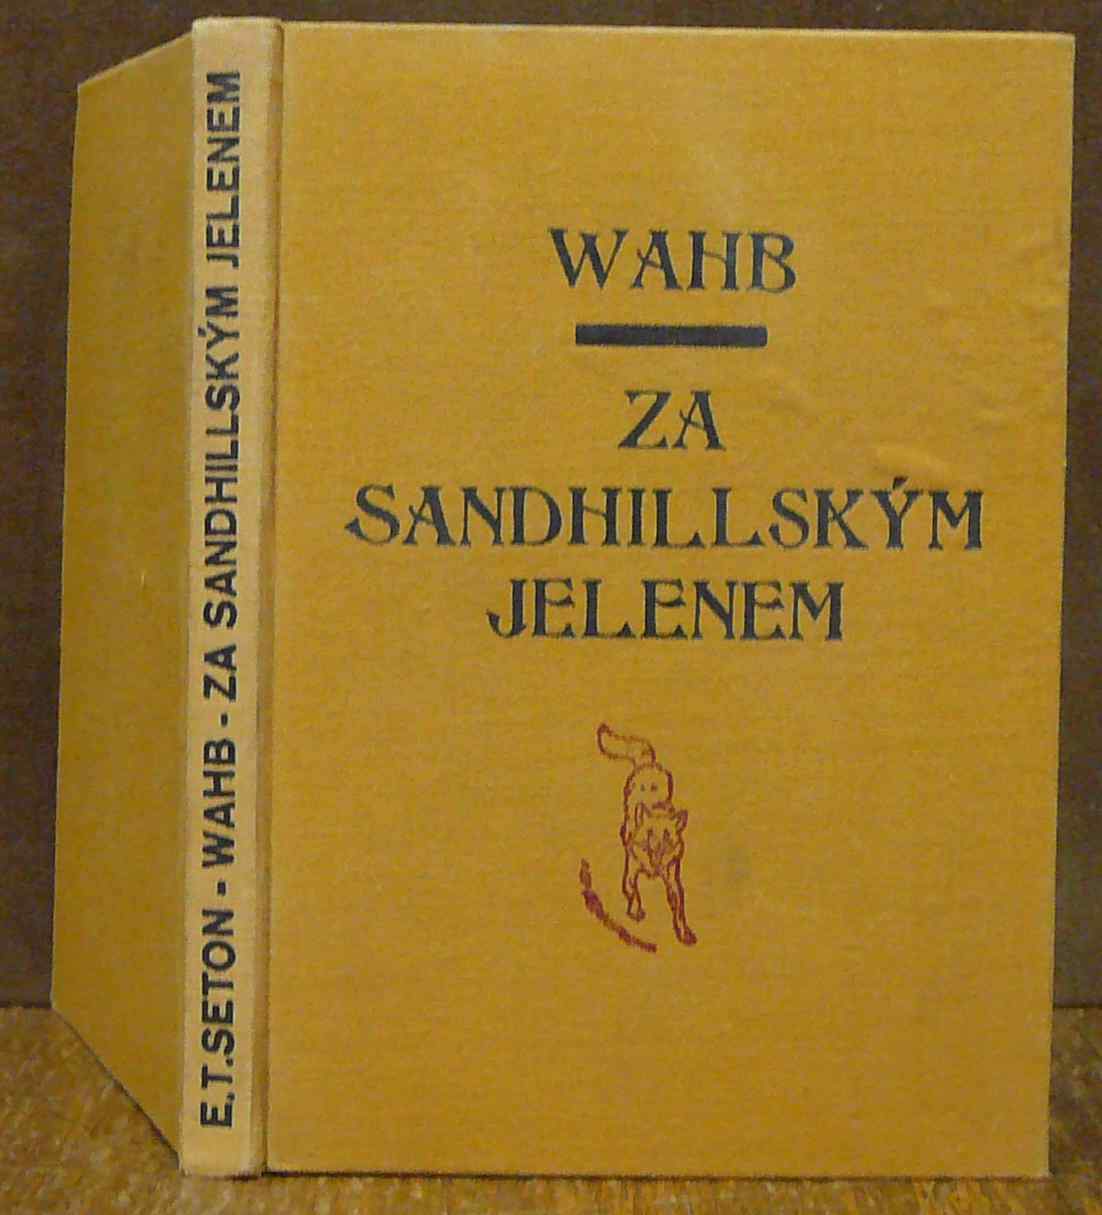 E.T.SETON - WAHB - ZA SANDHILLSKÝM JELENEM
WAHB
ZA
SANDHILLSKÝM
JELENEM